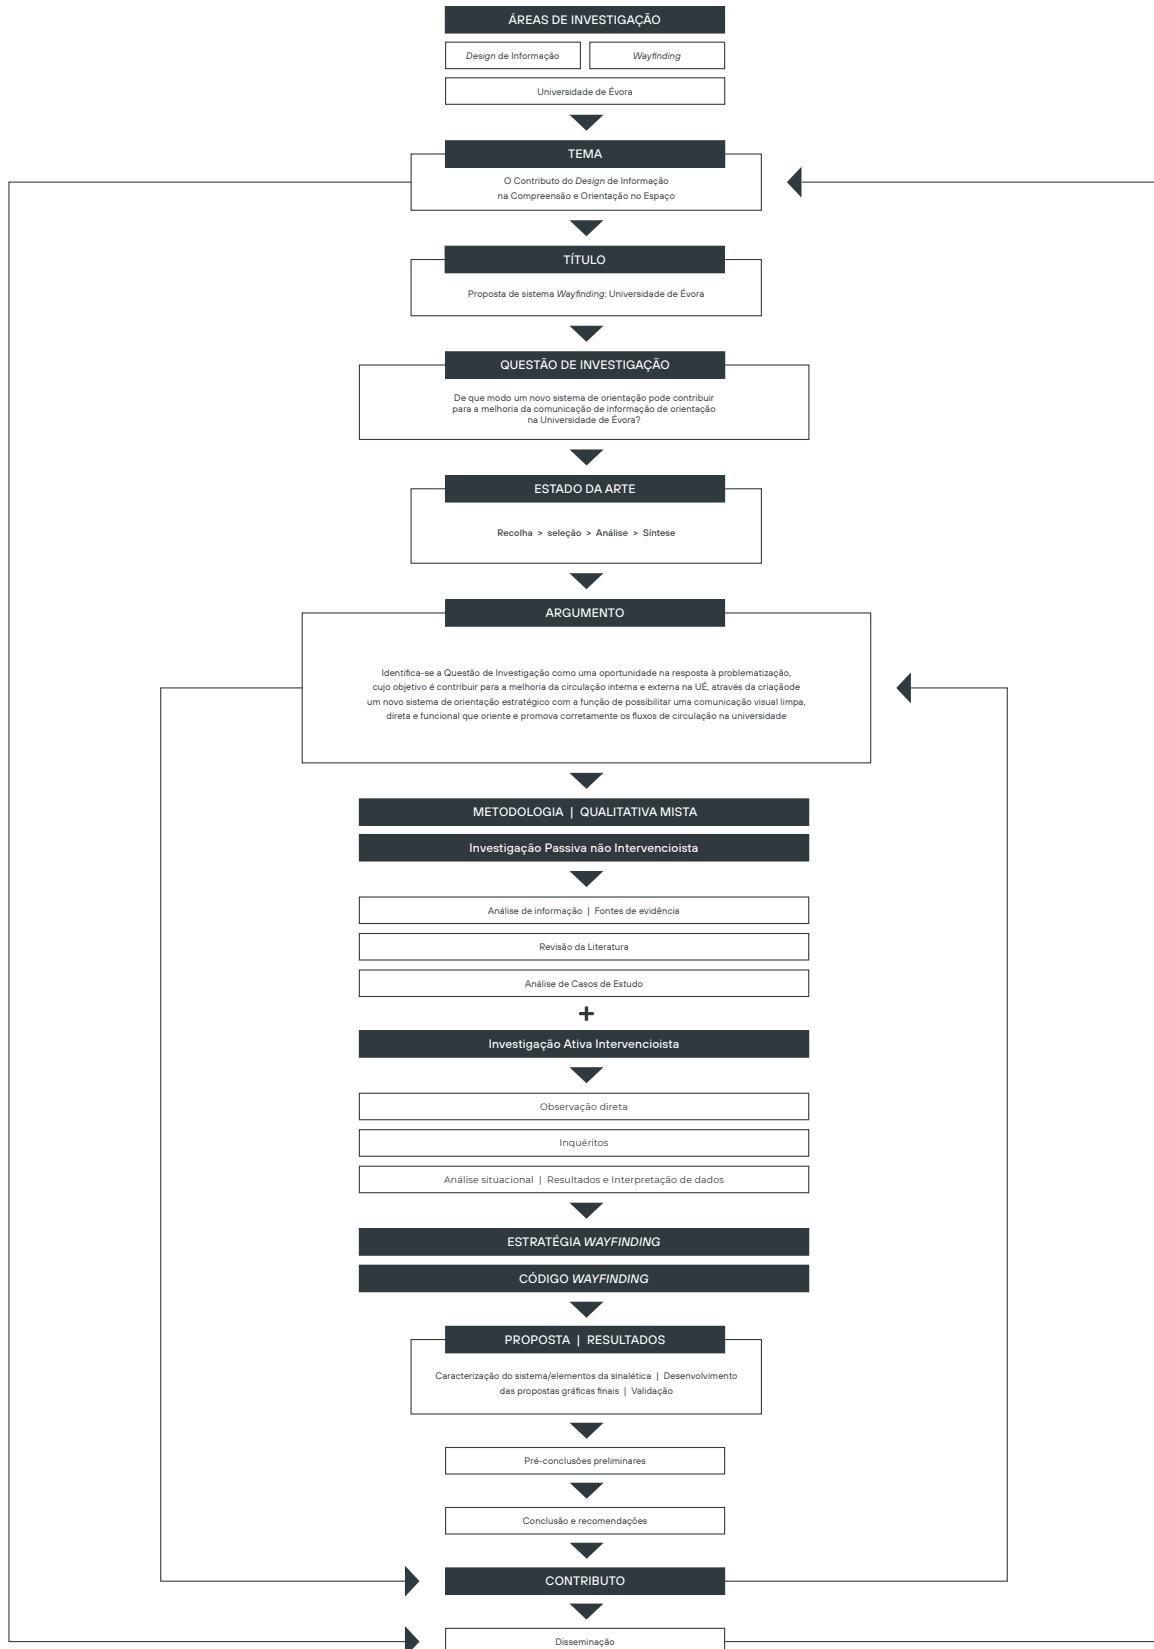 ÁREAS DE INVESTIGAÇÃO
Design de Informação
Wayfinding
Universidade de Évora
TEMA
O Contributo do Design de Informação
na Compreensão e Orientação no Espaço
TÍTULO
Proposta de sistema Wayfinding: Universidade de Évora
QUESTÃO DE INVESTIGAÇÃO
De que modo um novo sistema de orientação pode contribuir
para a melhoria da comunicação de informação de orientação
na Universidade de Évora?
ESTADO DA ARTE
Recolha > seleção > Análise > Síntese
ARGUMENTO
Identifica-se a Questão de Investigação como uma oportunidade na resposta à problematização,
cujo objetivo é contribuir para a melhoria da circulação interna e externa na UÉ, através da criaçãode
um novo sistema de orientação estratégico com a função de possibilitar uma comunicação visual limpa,
direta e funcional que oriente e promova corretamente os fluxos de circulação na universidade
METODOLOGIA | QUALITATIVA MISTA
Investigação Passiva não Intervencioista
Análise de informação | Fontes de evidência
Revisão da Literatura
Análise de Casos de Estudo
+
Investigação Ativa Intervencioista
Observação direta
Inquéritos
Análise situacional | Resultados e Interpretação de dados
ESTRATÉGIA WAYFINDING
CÓDIGO WAYFINDING
PROPOSTA | RESULTADOS
Caracterização do sistema/elementos da sinalética | Desenvolvimento
das propostas gráficas finais | Validação
Pré-conclusões preliminares
Conclusão e recomendações
CONTRIBUTO
Disseminação